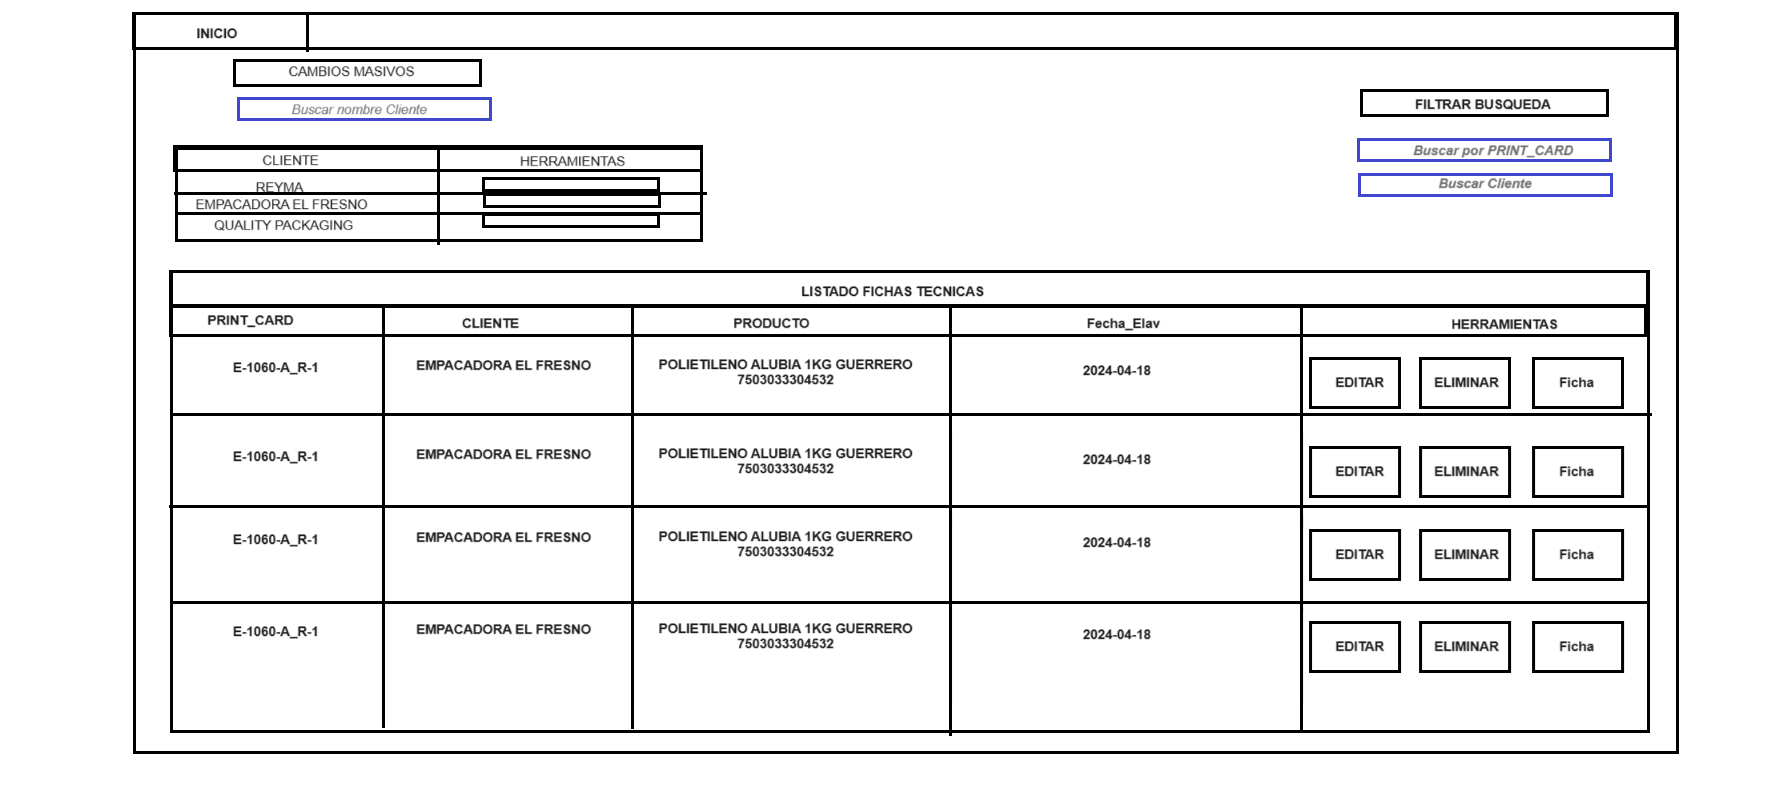 INICIO
CAMBIOS MASIVOS
Buscar nombre Cliente
FILTRAR BUSQUEDA
Buscar por PRINT_CARD
Buscar Cliente
CLIENTE HERRAMIENTAS
REYMA
EMPACADORA EL FRESNO
QUALITY PACKAGING
LISTADO FICHAS TECNICAS
PRINT_CARD CLIENTE PRODUCTO Fecha_Elav HERRAMIENTAS
E-1060-A_R-1 EMPACADORA EL FRESNO POLIETILENO ALUBIA 1KG GUERRERO
7503033304532 2024-04-18 EDITAR ELIMINAR Ficha
E-1060-A_R-1 EMPACADORA EL FRESNO POLIETILENO ALUBIA 1KG GUERRERO
7503033304532 2024-04-18 EDITAR ELIMINAR Ficha
E-1060-A_R-1 EMPACADORA EL FRESNO POLIETILENO ALUBIA 1KG GUERRERO
7503033304532 2024-04-18 EDITAR ELIMINAR Ficha
E-1060-A_R-1 EMPACADORA EL FRESNO POLIETILENO ALUBIA 1KG GUERRERO
7503033304532 2024-04-18 EDITAR ELIMINAR Ficha